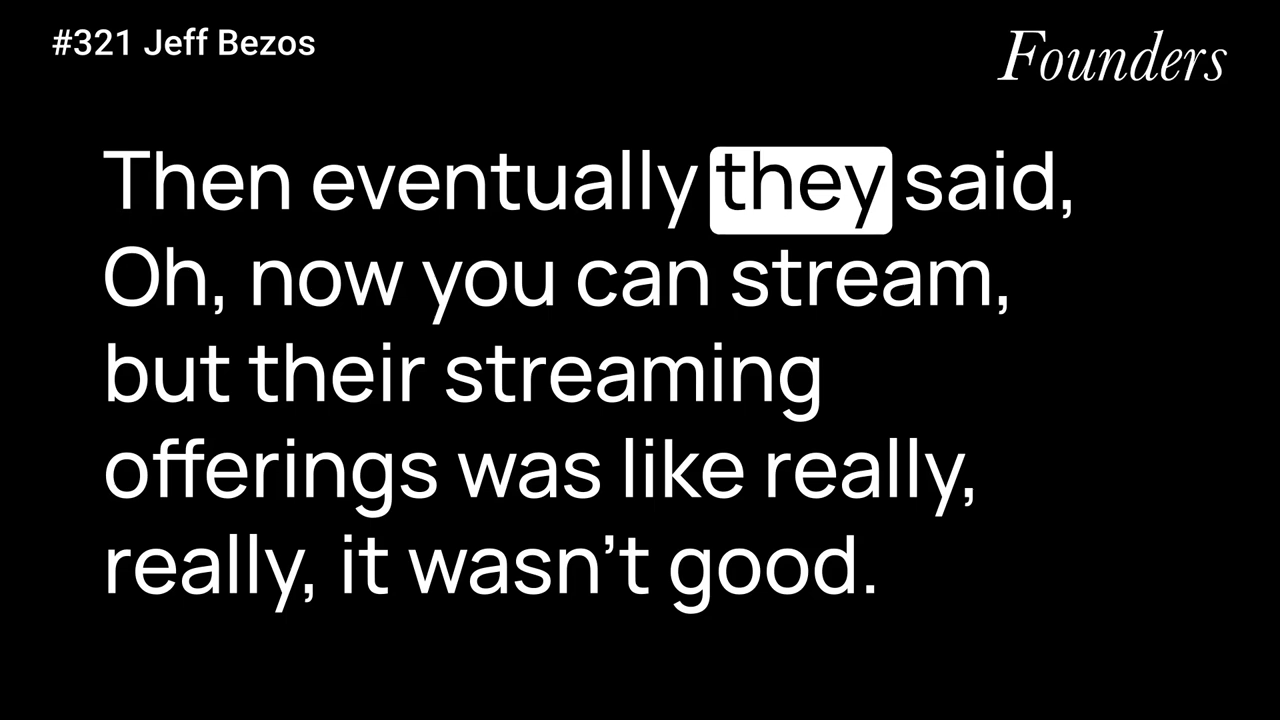 #321 Jeff Bezos
Founders
Then eventually they said,
Oh, now you can stream,
but their streaming
offerings was like really,
really, it wasn’t good.